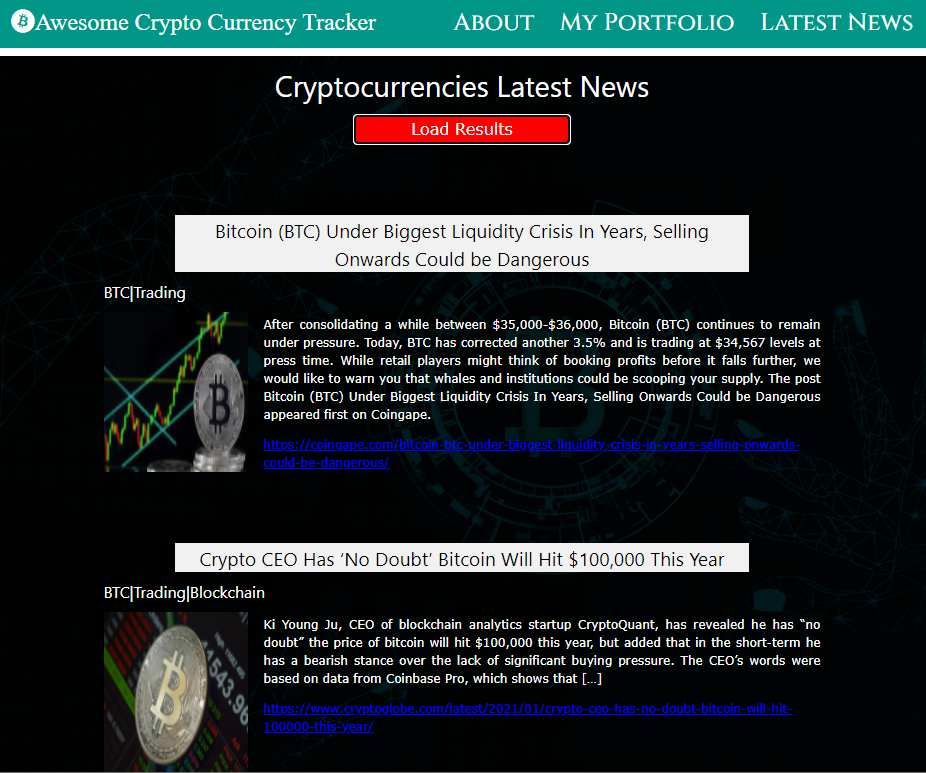 Awesome Crypto Currency Tracker
About My Portfolio Latest News
Cryptocurrencies Latest News
Load Results
Bitcoin (BTC) Under Biggest Liquidity Crisis In Years, Selling
Onwards Could be Dangerous
BTC|Trading
After consolidating a while between $35,000-$36,000, Bitcoin (BTC) continues to remain
under pressure. Today, BTC has corrected another 3.5% and is trading at $34,567 levels at
press time. While retail players might think of booking profits before it falls further, we
would like to warn you that whales and institutions could be scooping your supply. The post
Bitcoin (BTC) Under Biggest Liquidity Crisis In Years, Selling Onwards Could be Dangerous
appeared first on Coingape.
https://coingape.com/bitcoin-btc-under-biggest-liquidity-crisis-in-years-selling-onwards-
could-be-dangerous/
Crypto CEO Has ‘No Doubt’ Bitcoin Will Hit $100,000 This Year
BTC|Trading|Blockchain
Ki Young Ju, CEO of blockchain analytics startup CryptoQuant, has revealed he has “no
doubt” the price of bitcoin will hit $100,000 this year, but added that in the short-term he
has a bearish stance over the lack of significant buying pressure. The CEO’s words were
based on data from Coinbase Pro, which shows that […]
https://www.cryptoglobe.com/latest/2021/01/crypto-ceo-has-no-doubt-bitcoin-will-hit-
100000-this-year/